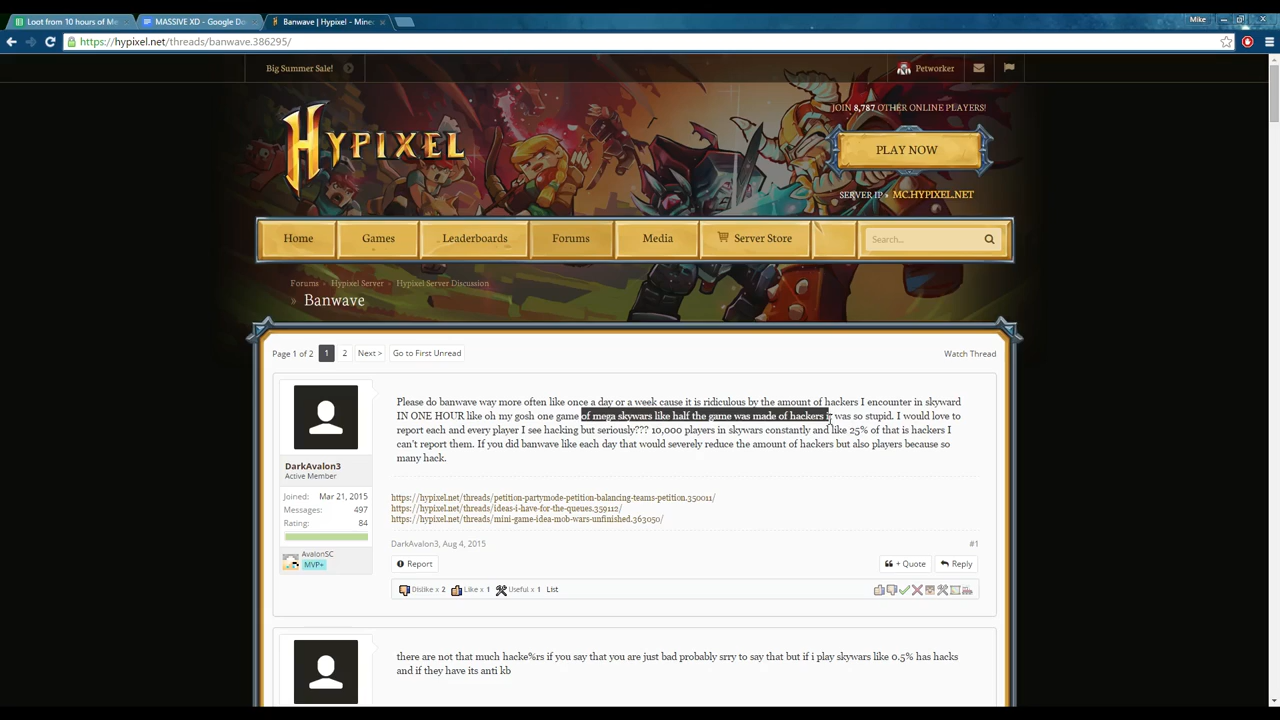 Loot from 10 hours of Me
MASSIVE XD - Google Do
Banwave | Hypixel - Mine
Mike
https://hypixel.net/threads/banwave.386295/
Big Summer Sale!
Petworker
HYPIXEL
JOIN 8,787 OTHER ONLINE PLAYERS!
PLAY NOW
SERVER IP » MC.HYPIXEL.NET
Home
Games
Leaderboards
Forums
Media
Server Store
Search...
Forums
Hypixel Server
Hypixel Server Discussion
» Banwave
Page 1 of 2
1
2
Next >
Go to First Unread
Watch Thread
Please do banwave way more often like once a day or a week cause it is ridiculous by the amount of hackers I encounter in skyward
IN ONE HOUR like oh my gosh one game of mega skywars like half the game was made of hackers i was so stupid. I would love to
report each and every player I see hacking but seriously??? 10,000 players in skywars constantly and like 25% of that is hackers I
can't report them. If you did banwave like each day that would severely reduce the amount of hackers but also players because so
many hack.
DarkAvalon3
Active Member
Joined: Mar 21, 2015
Messages: 497
Rating: 84
AvalonSC
MVP+
https://hypixel.net/threads/petition-partymode-petition-balancing-teams-petition.350011/
https://hypixel.net/threads/ideas-i-have-for-the-queues.359112/
https://hypixel.net/threads/mini-game-idea-mob-wars-unfinished.363050/
DarkAvalon3, Aug 4, 2015
#1
Report
+ Quote
Reply
Dislike x 2
Like x 1
Useful x 1
List
there are not that much hacke%rs if you say that you are just bad probably srry to say that but if i play skywars like 0.5% has hacks
and if they have its anti kb